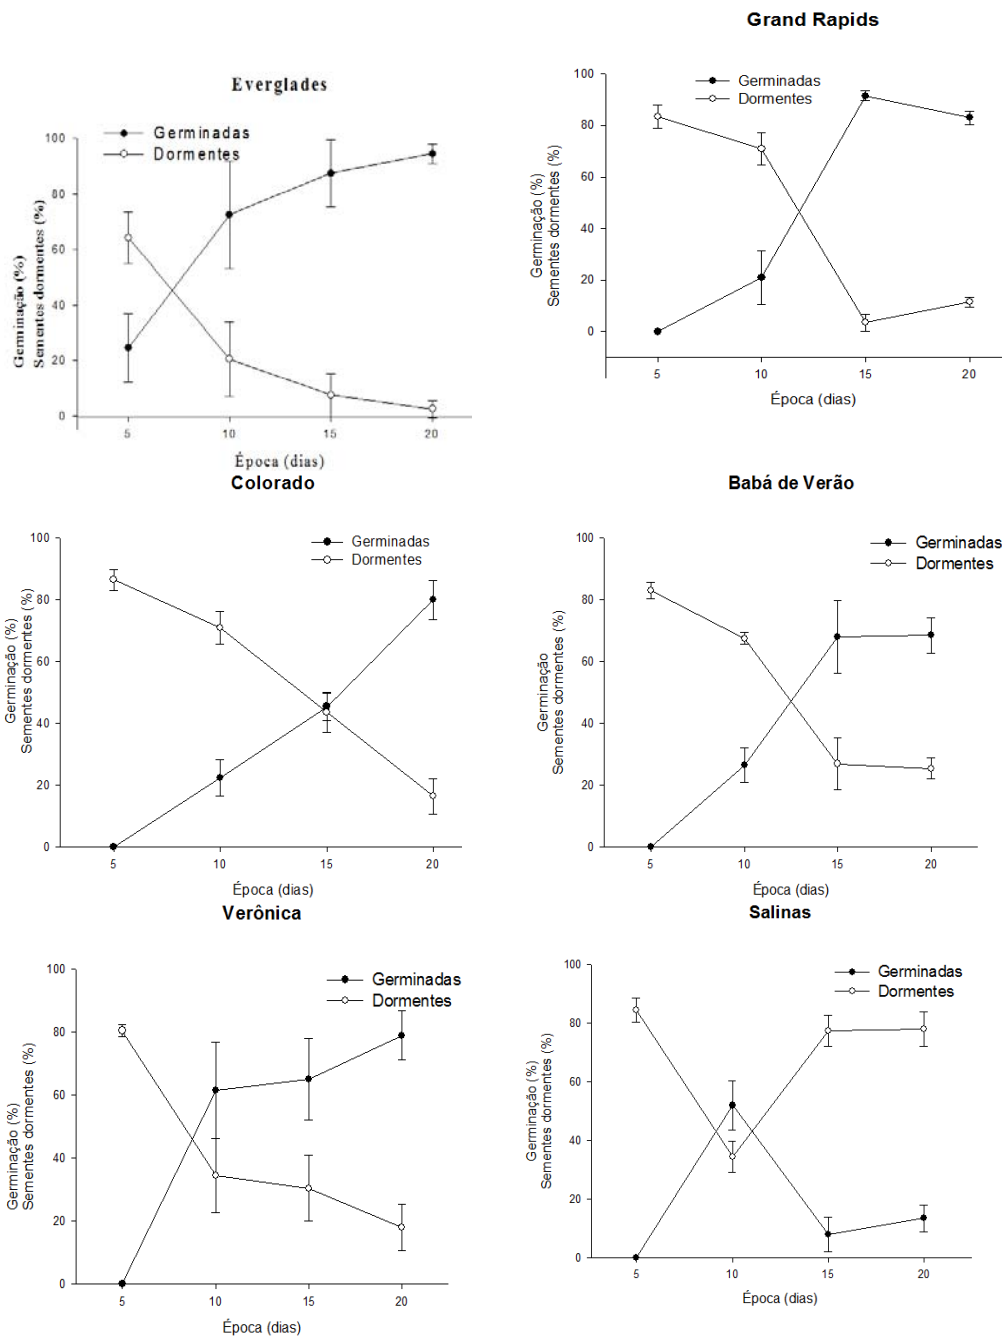 Everglades
Germinadas
Dormentes
100
80
60
40
20
0
Germinação (%)
Sementes dormentes (%)
5 10 15 20
Época (dias)
Grand Rapids
Germinadas
Dormentes
100
80
60
40
20
0
Germinação (%)
Sementes dormentes (%)
5 10 15 20
Época (dias)
Colorado
Germinadas
Dormentes
100
80
60
40
20
0
Germinação (%)
Sementes dormentes (%)
5 10 15 20
Época (dias)
Babá de Verão
Germinadas
Dormentes
100
80
60
40
20
0
Germinação
Sementes dormentes (%)
5 10 15 20
Época (dias)
Verônica
Germinadas
Dormentes
100
80
60
40
20
0
Germinação (%)
Sementes dormentes (%)
5 10 15 20
Época (dias)
Salinas
Germinadas
Dormentes
100
80
60
40
20
0
Germinação (%)
Sementes dormentes (%)
5 10 15 20
Época (dias)